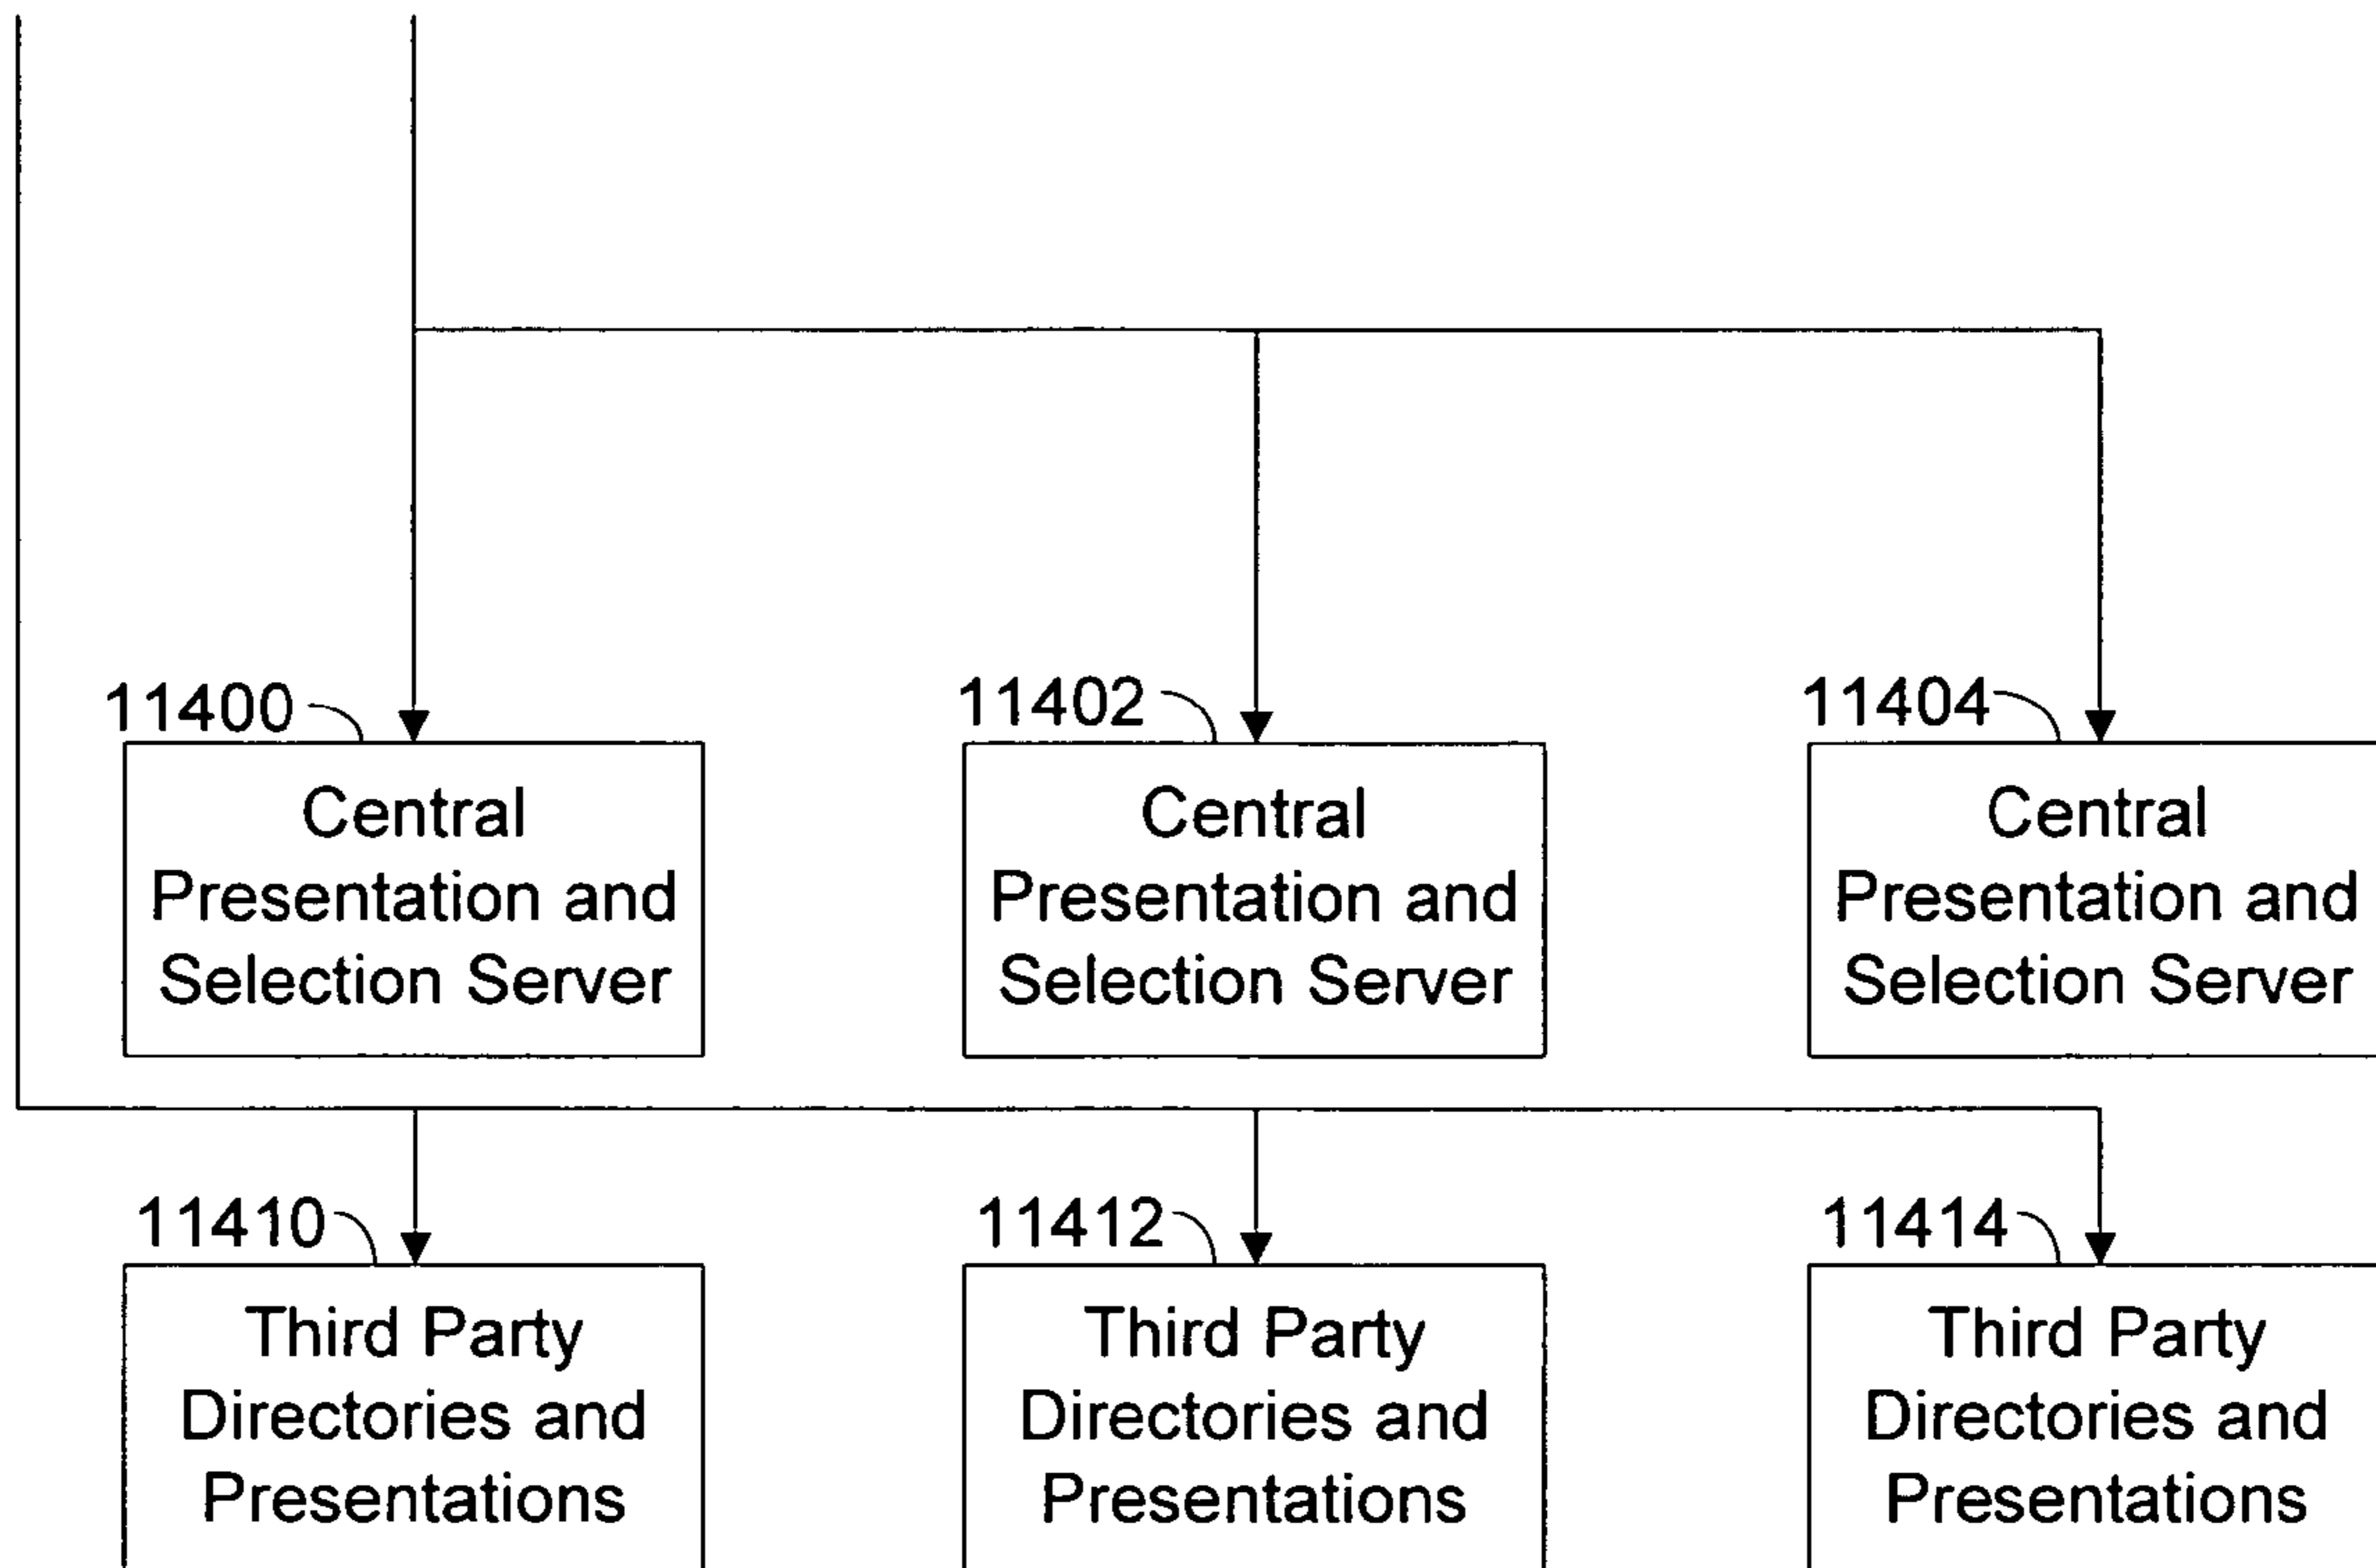 11400
Central
Presentation and
Selection Server
11402
Central
Presentation and
Selection Server
11404
Central
Presentation and
Selection Server
11410
Third Party
Directories and
Presentations
11412
Third Party
Directories and
Presentations
11414
Third Party
Directories and
Presentations